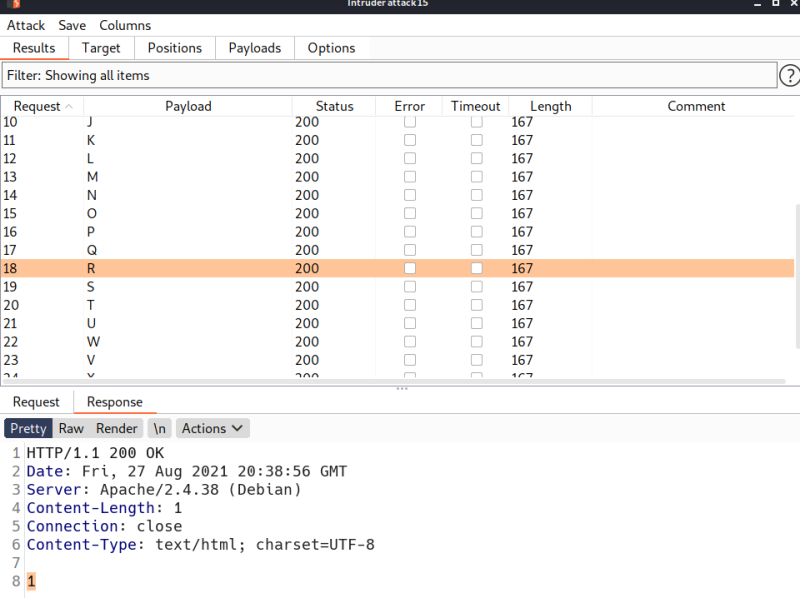 Intruder attack 15
Attack Save Columns
Results Target Positions Payloads Options
Filter: Showing all items
?
Request Payload Status Error Timeout Length Comment
10 J 200 167
11 K 200 167
12 L 200 167
13 M 200 167
14 N 200 167
15 O 200 167
16 P 200 167
17 Q 200 167
18 R 200 167
19 S 200 167
20 T 200 167
21 U 200 167
22 W 200 167
23 V 200 167
24 X 200 167
Request Response
Pretty Raw Render \n Actions
1 HTTP/1.1 200 OK
2 Date: Fri, 27 Aug 2021 20:38:56 GMT
3 Server: Apache/2.4.38 (Debian)
4 Content-Length: 1
5 Connection: close
6 Content-Type: text/html; charset=UTF-8
7
8 1